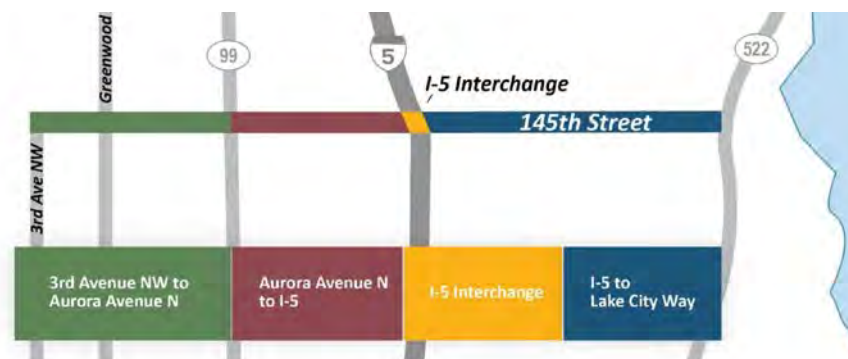 Greenwood
99
5
522
I-5 Interchange
145th Street
3rd Ave NW
3rd Avenue NW to
Aurora Avenue N
Aurora Avenue N
to I-5
I-5 Interchange
I-5 to
Lake City Way